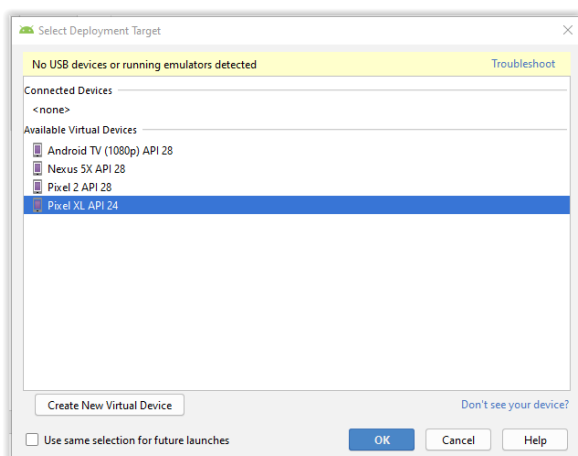 Select Deployment Target
No USB devices or running emulators detected
Troubleshoot
Connected Devices
<none>
Available Virtual Devices
Android TV (1080p) API 28
Nexus 5X API 28
Pixel 2 API 28
Pixel XL API 24
Create New Virtual Device
Don't see your device?
Use same selection for future launches
OK
Cancel
Help